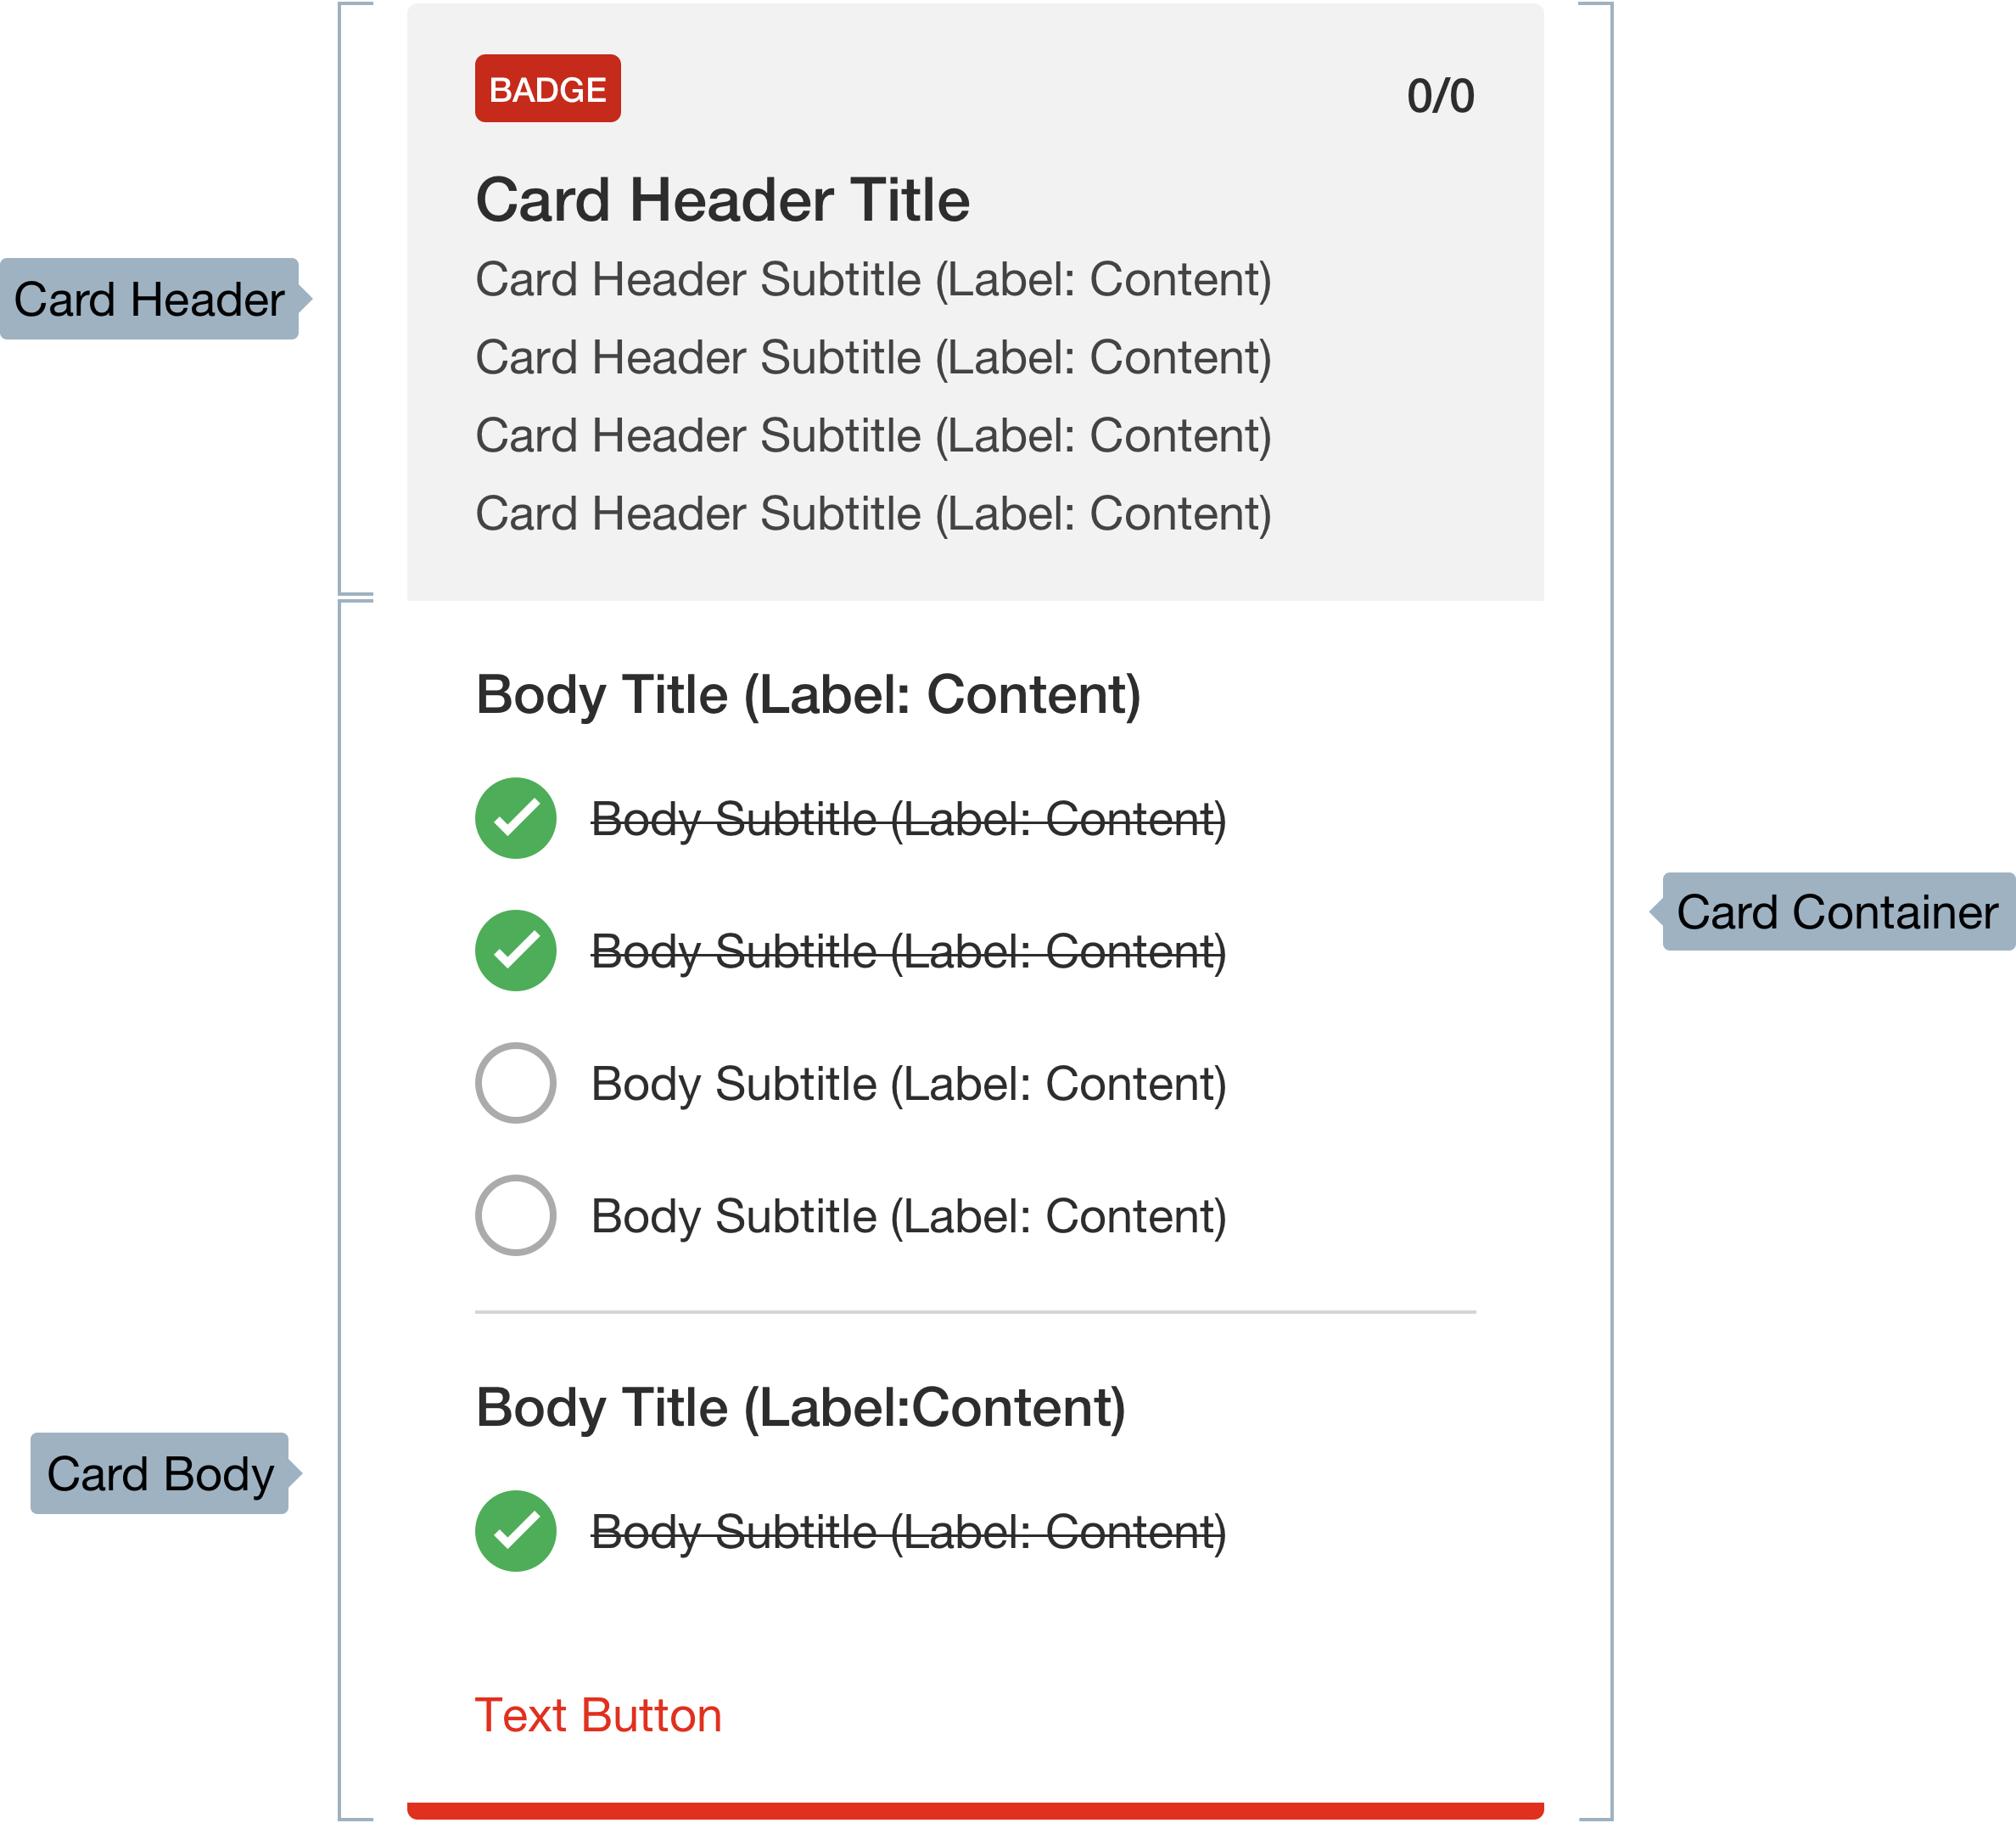 BADGE
0/0
Card Header Title
Card Header Subtitle (Label: Content)
Card Header
Card Header Subtitle (Label: Content)
Card Header Subtitle (Label: Content)
Card Header Subtitle (Label: Content)
Body Title (Label: Content)
Body Subtitle (Label: Content)
Card Container
Body Subtitle (Label: Content)
Body Subtitle (Label: Content)
Body Subtitle (Label: Content)
Body Title (Label:Content)
Card Body
Body Subtitle (Label: Content)
Text Button